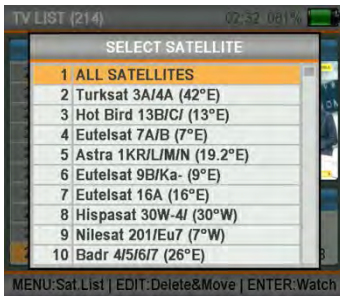 TV LIST (214) 02:32 081%
SELECT SATELLITE
1 ALL SATELLITES
2 Turksat 3A/4A (42°E)
3 Hot Bird 13B/C/ (13°E)
4 Eutelsat 7A/B (7°E)
5 Astra 1KR/L/M/N (19.2°E)
6 Eutelsat 9B/Ka- (9°E)
7 Eutelsat 16A (16°E)
8 Hispasat 30W-4/ (30°W)
9 Nilesat 201/Eu7 (7°W)
10 Badr 4/5/6/7 (26°E)
MENU:Sat.List | EDIT:Delete&Move | ENTER:Watch